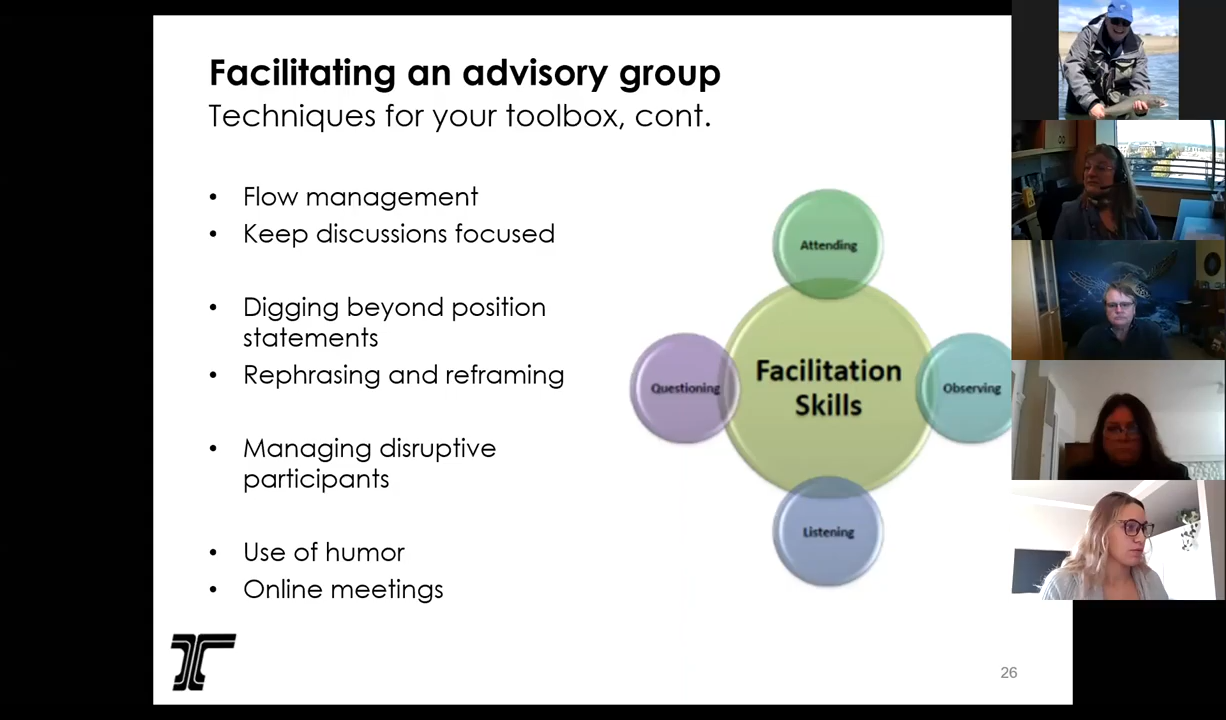 Facilitating an advisory group
Techniques for your toolbox, cont.
• Flow management
• Keep discussions focused
• Digging beyond position
statements
• Rephrasing and reframing
• Managing disruptive
participants
• Use of humor
• Online meetings
Attending
Questioning
Facilitation
Skills
Observing
Listening
26